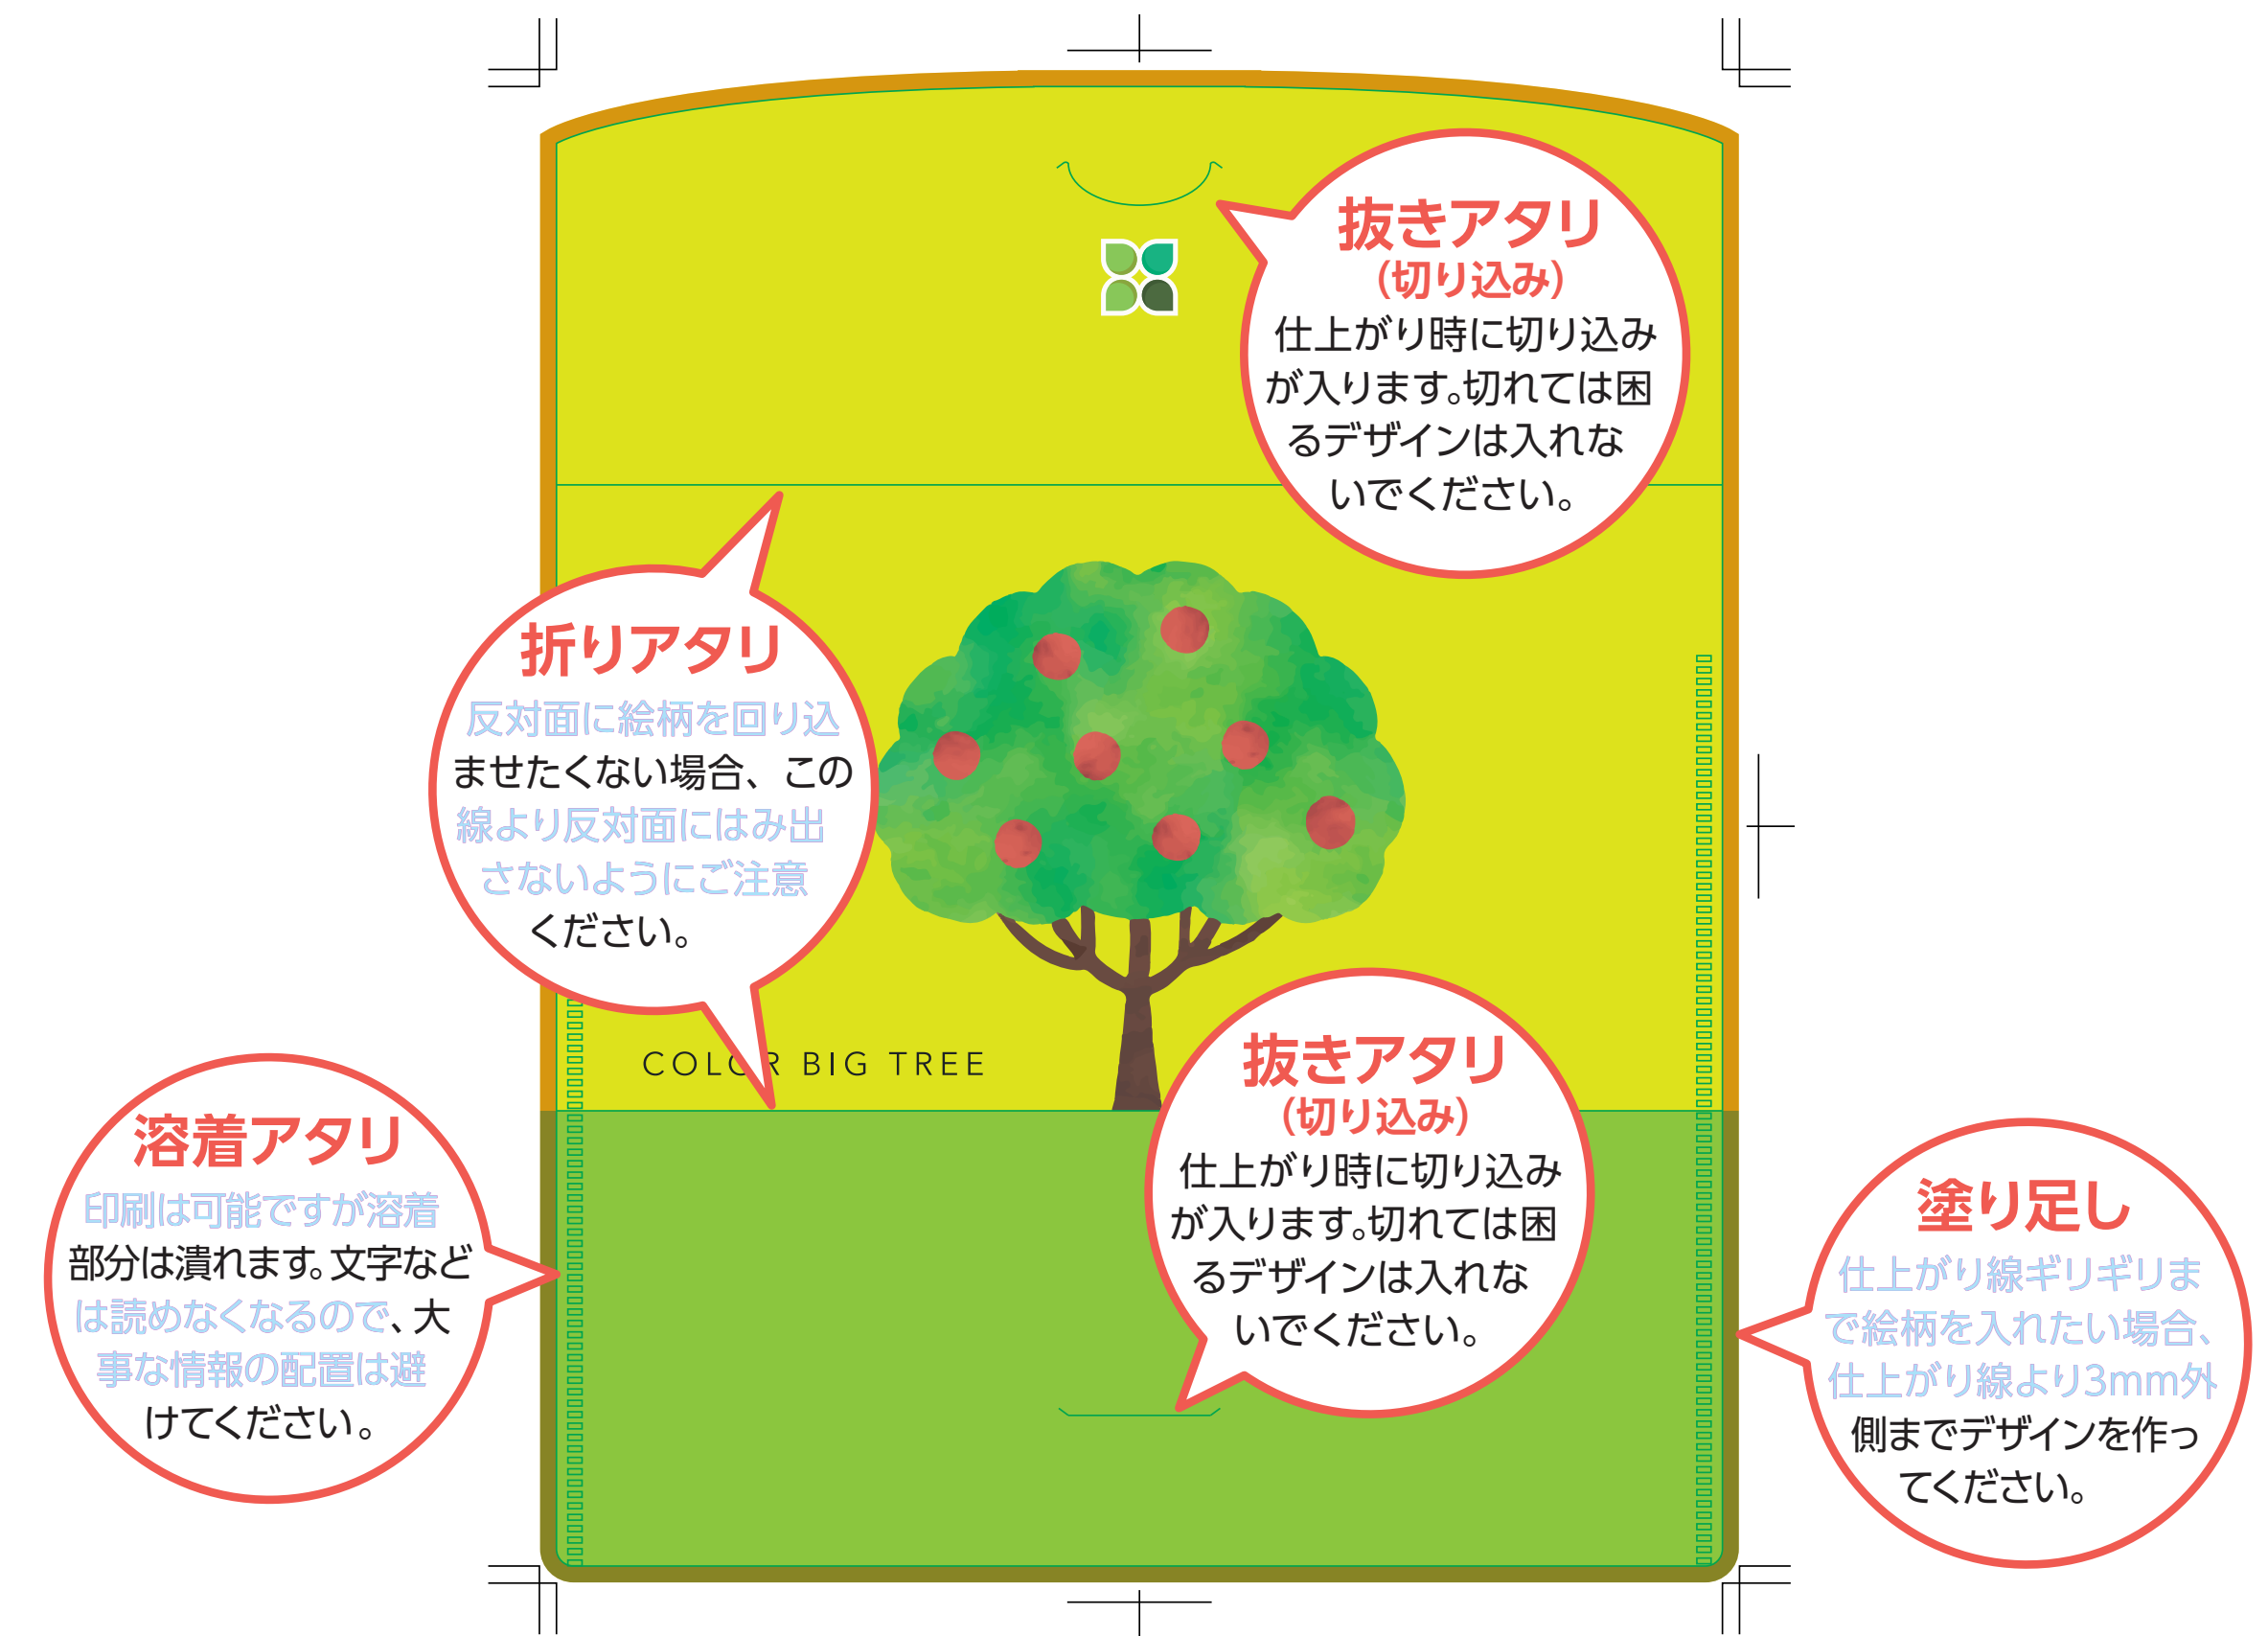 抜きアタリ
(切り込み)
仕上がり時に切り込み
が入ります。切れては困
るデザインは入れな
いでください。
折りアタリ
反対面に絵柄を回り込
ませたくない場合、この
線より反対面にはみ出
さないようにご注意
ください。
COLOR BIG TREE
抜きアタリ
(切り込み)
仕上がり時に切り込み
が入ります。切れては困
るデザインは入れな
いでください。
溶着アタリ
印刷は可能ですが溶着
部分は潰れます。文字など
は読めなくなるので、大
事な情報の配置は避
けてください。
塗り足し
仕上がり線ギリギリま
で絵柄を入れたい場合、
仕上がり線より3mm外
側までデザインを作っ
てください。